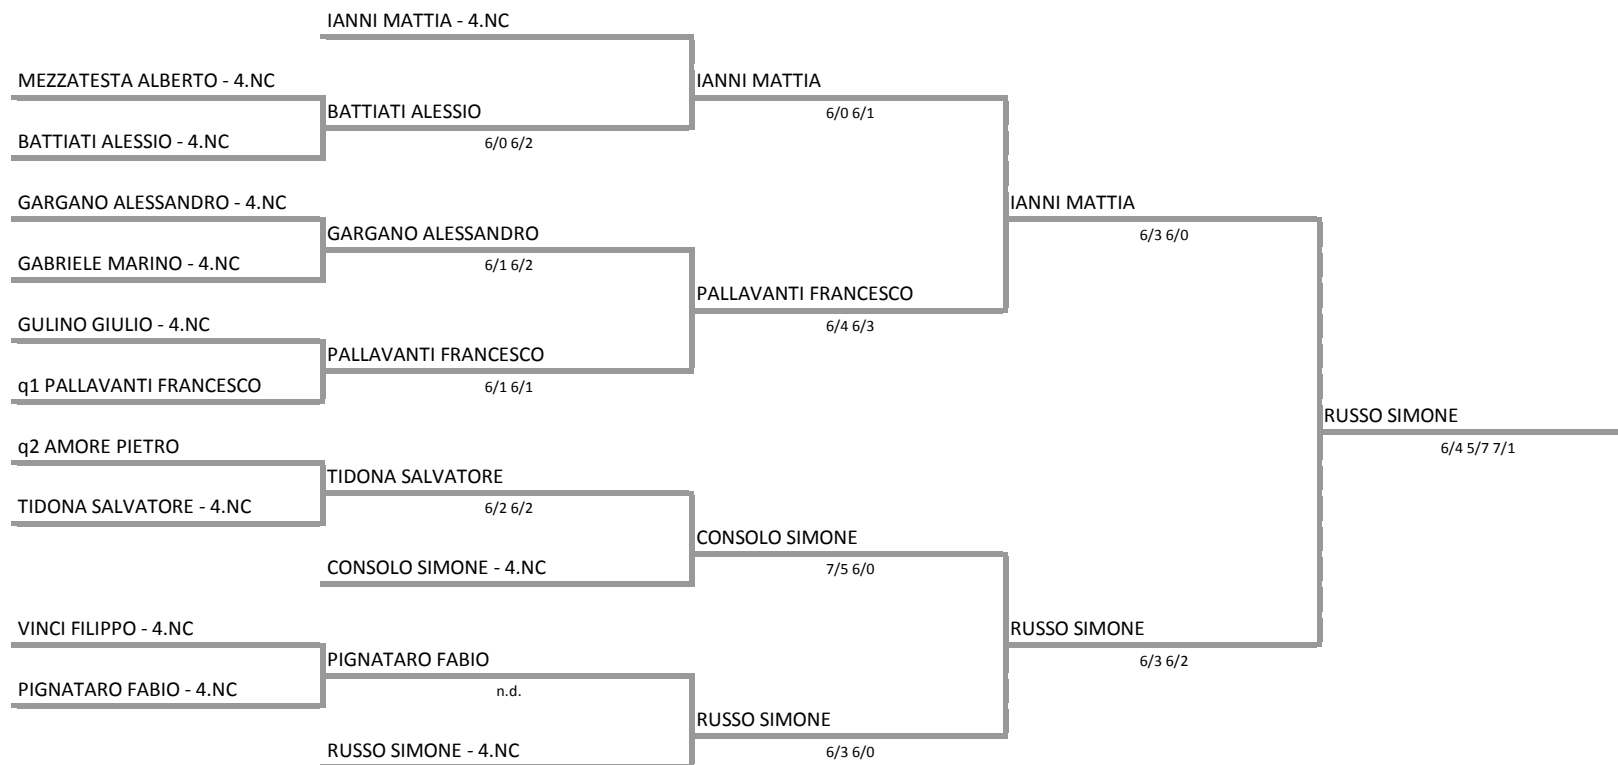 IANNI MATTIA - 4.NC
MEZZATESTA ALBERTO - 4.NC
IANNI MATTIA
BATTIATI ALESSIO
6/0 6/1
BATTIATI ALESSIO - 4.NC
6/0 6/2
GARGANO ALESSANDRO - 4.NC
IANNI MATTIA
GARGANO ALESSANDRO
6/3 6/0
GABRIELE MARINO - 4.NC
6/1 6/2
PALLAVANTI FRANCESCO
GULINO GIULIO - 4.NC
6/4 6/3
PALLAVANTI FRANCESCO
q1 PALLAVANTI FRANCESCO
6/1 6/1
RUSSO SIMONE
q2 AMORE PIETRO
6/4 5/7 7/1
TIDONA SALVATORE
TIDONA SALVATORE - 4.NC
6/2 6/2
CONSOLO SIMONE
CONSOLO SIMONE - 4.NC
7/5 6/0
VINCI FILIPPO - 4.NC
RUSSO SIMONE
PIGNATARO FABIO
6/3 6/2
PIGNATARO FABIO - 4.NC
n.d.
RUSSO SIMONE
RUSSO SIMONE - 4.NC
6/3 6/0